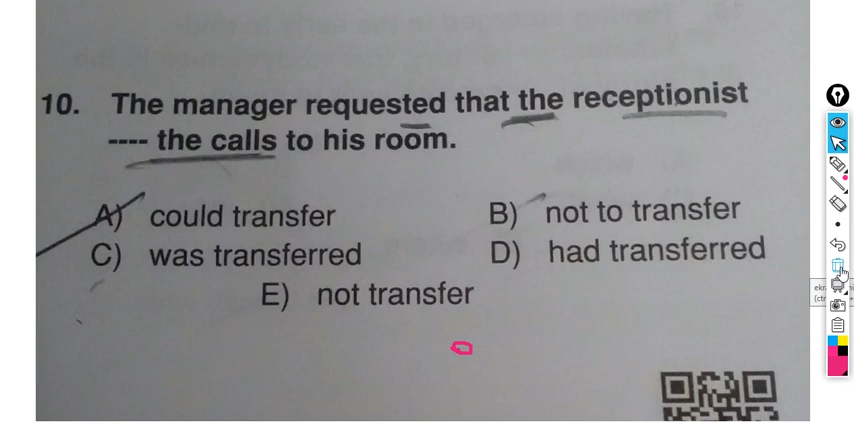 10. The manager requested that the receptionist
---- the calls to his room.
A) could transfer
B) not to transfer
C) was transferred
D) had transferred
E) not transfer